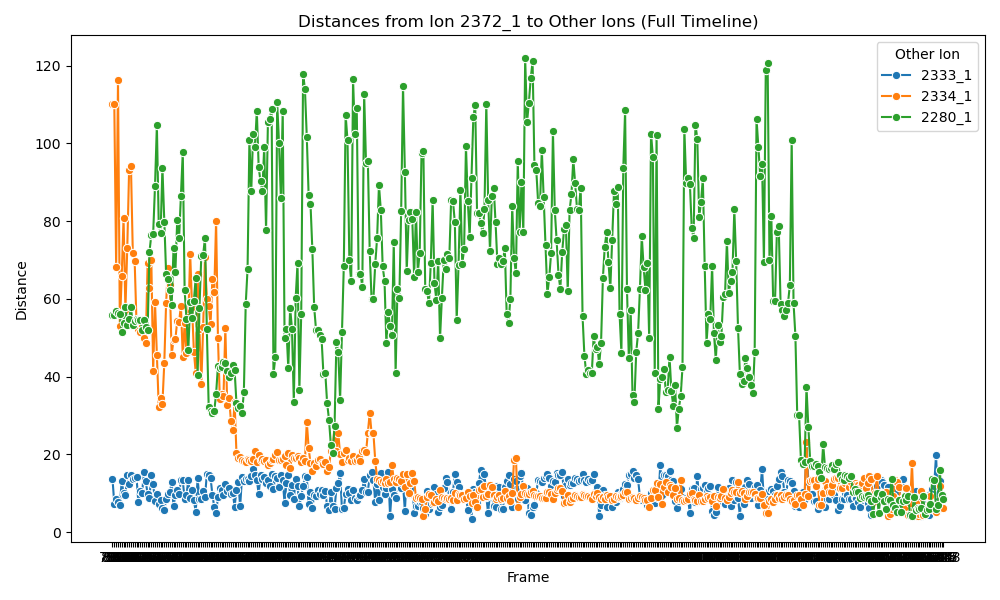 Distances from Ion 2372_1 to Other Ions (Full Timeline)
Other Ion
2333_1
2334_1
2280_1
Distance
120
100
80
60
40
20
0
Frame